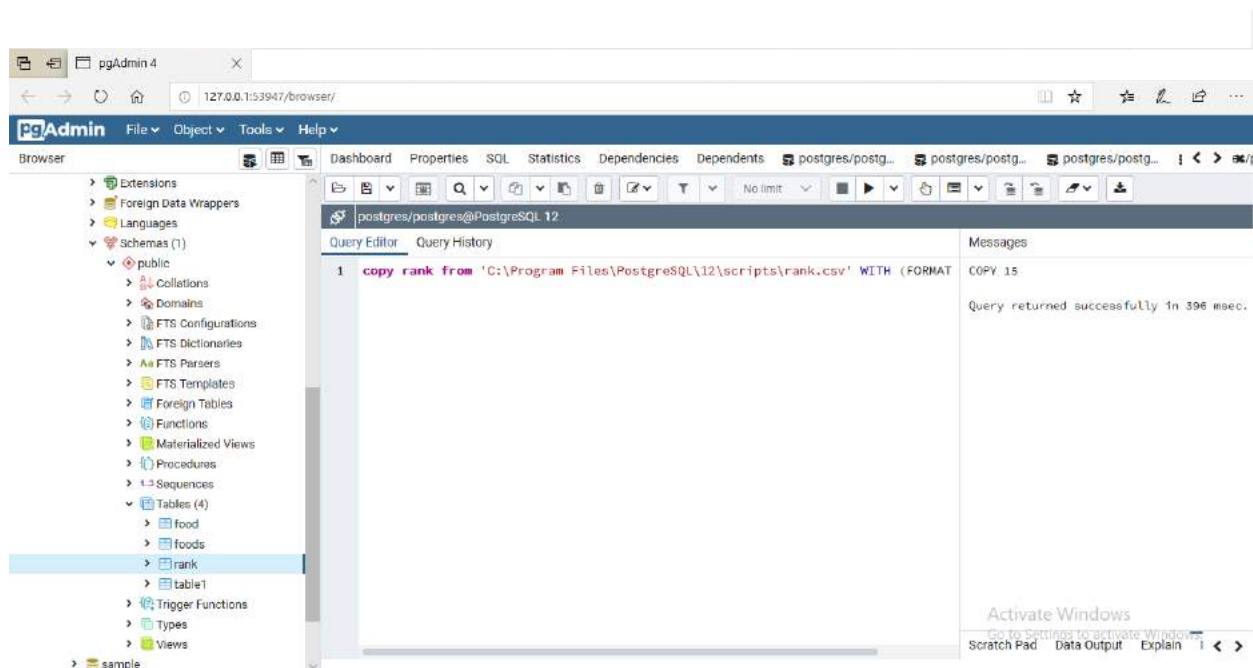 pgAdmin 4
127.0.0.1:53947/browser/
pgAdmin File Object Tools Help
Browser
Dashboard Properties SQL Statistics Dependencies Dependents postgres/postg... postgres/postg... postgres/postg...
Extensions
Foreign Data Wrappers
Languages
Schemas (1)
public
Collations
Domains
FTS Configurations
FTS Dictionaries
FTS Parsers
FTS Templates
Foreign Tables
Functions
Materialized Views
Procedures
1..3 Sequences
Tables (4)
food
foods
rank
table1
Trigger Functions
Types
Views
sample
No limit
postgres/postgres@PostgreSQL 12
Query Editor Query History
1 copy rank from 'C:\Program Files\PostgreSQL\12\scripts\rank.csv' WITH (FORMAT
Messages
COPY 15
Query returned successfully in 396 msec.
Activate Windows
Go to Settings to activate Windows.
Scratch Pad Data Output Explain